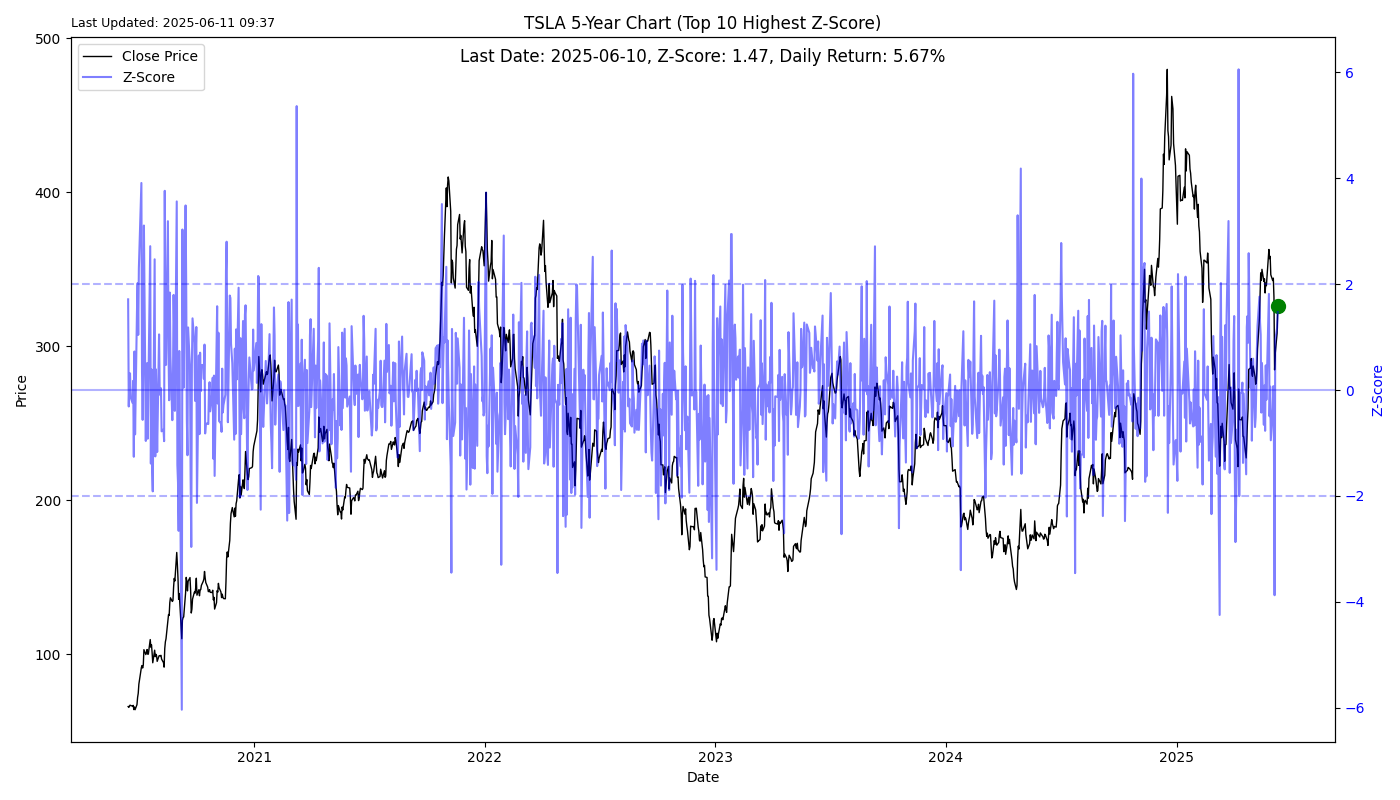 Last Updated: 2025-06-11 09:37
TSLA 5-Year Chart (Top 10 Highest Z-Score)
Last Date: 2025-06-10, Z-Score: 1.47, Daily Return: 5.67%
Close Price
Z-Score
500
400
300
200
100
Price
6
4
2
0
−2
−4
−6
Z-Score
2021
2022
2023
2024
2025
Date